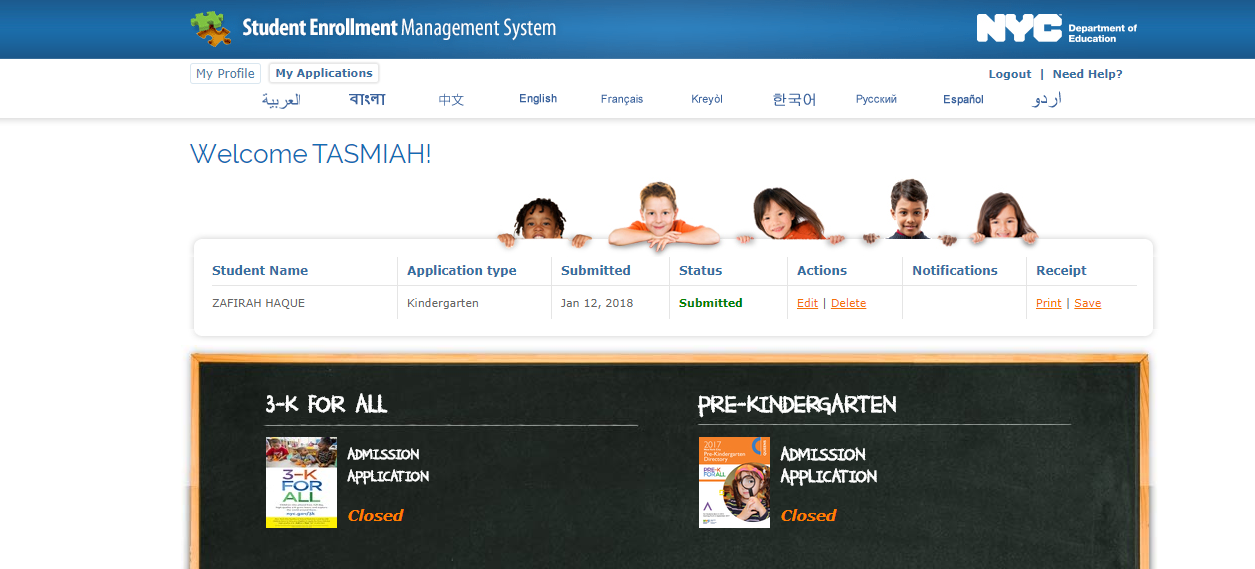 Student Enrollment Management System
NYC Department of
Education
My Profile My Applications
Logout | Need Help?
العربية বাংলা 中文 English Français Kreyòl 한국어 Русский Español اردو
Welcome TASMIAH!
Student Name Application type Submitted Status Actions Notifications Receipt
ZAFIRAH HAQUE Kindergarten Jan 12, 2018 Submitted Edit | Delete Print | Save
3-K FOR ALL
3-K
FOR
ALL
ADMISSION
APPLICATION
Closed
PRE-KINDERGARTEN
2017
Pre-Kindergarten
Directory
PRE-K
FOR ALL
ADMISSION
APPLICATION
Closed